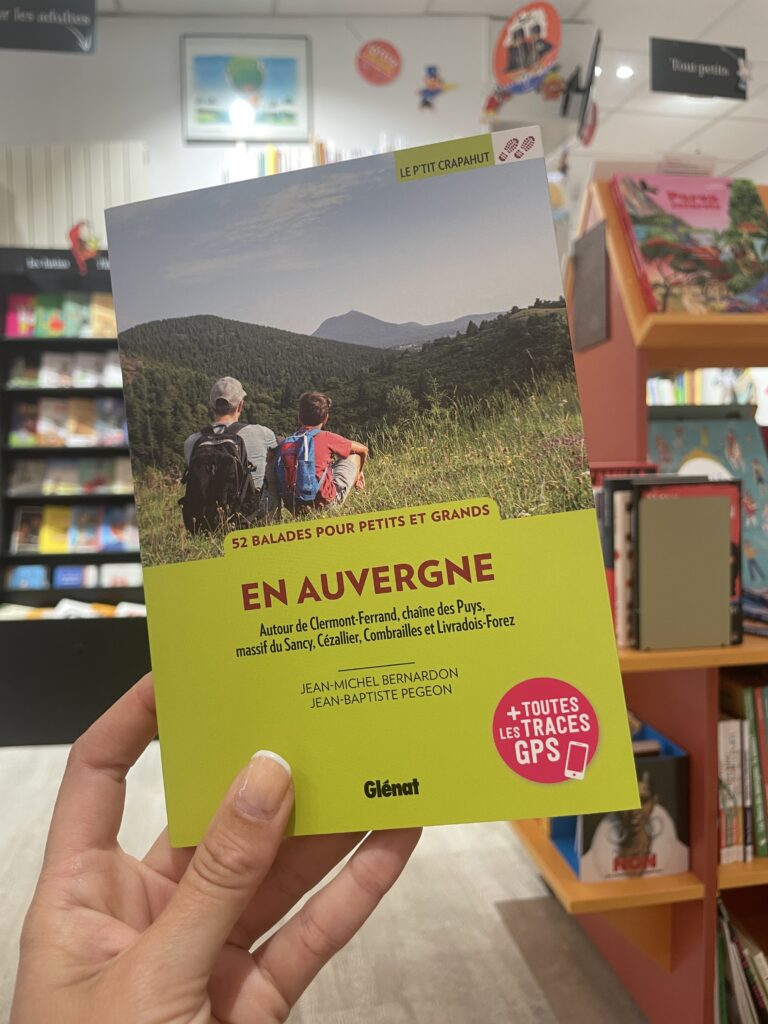 r les adultes
Tout petits
LE P'TIT CRAPAHUT
52 BALADES POUR PETITS ET GRANDS
EN AUVERGNE
Autour de Clermont-Ferrand, chaîne des Puys,
massif du Sancy, Cézallier, Combrailles et Livradois-Forez
JEAN-MICHEL BERNARDON
JEAN-BAPTISTE PEGEON
+ TOUTES
LES TRACES
GPS
Glénat
NON